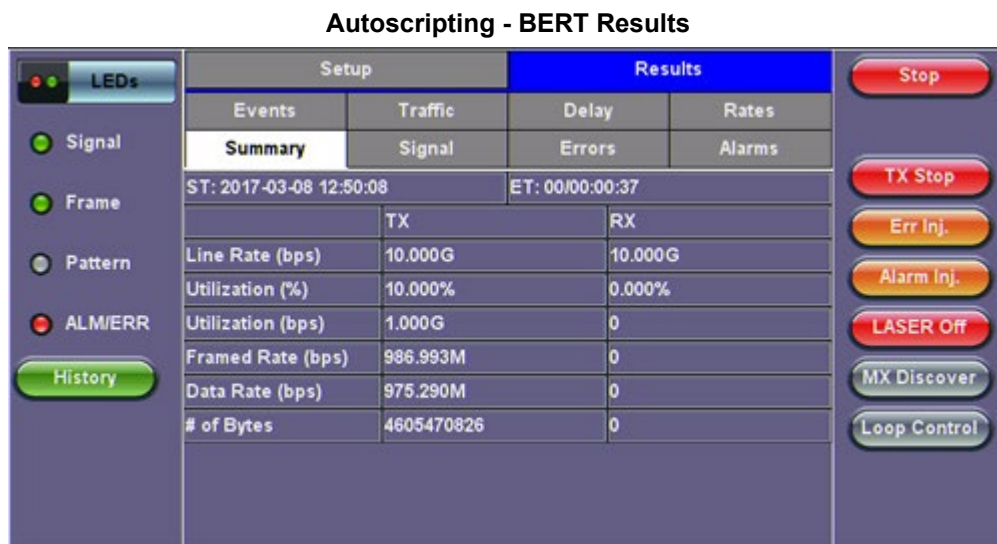 Autoscripting - BERT Results
LEDs
Signal
Frame
Pattern
ALM/ERR
History
Setup Results
Events Traffic Delay Rates
Summary Signal Errors Alarms
ST: 2017-03-08 12:50:08 ET: 00/00:00:37
TX RX
Line Rate (bps) 10.000G 10.000G
Utilization (%) 10.000% 0.000%
Utilization (bps) 1.000G 0
Framed Rate (bps) 986.993M 0
Data Rate (bps) 975.290M 0
# of Bytes 4605470826 0
Stop
TX Stop
Err Inj.
Alarm Inj.
LASER Off
MX Discover
Loop Control